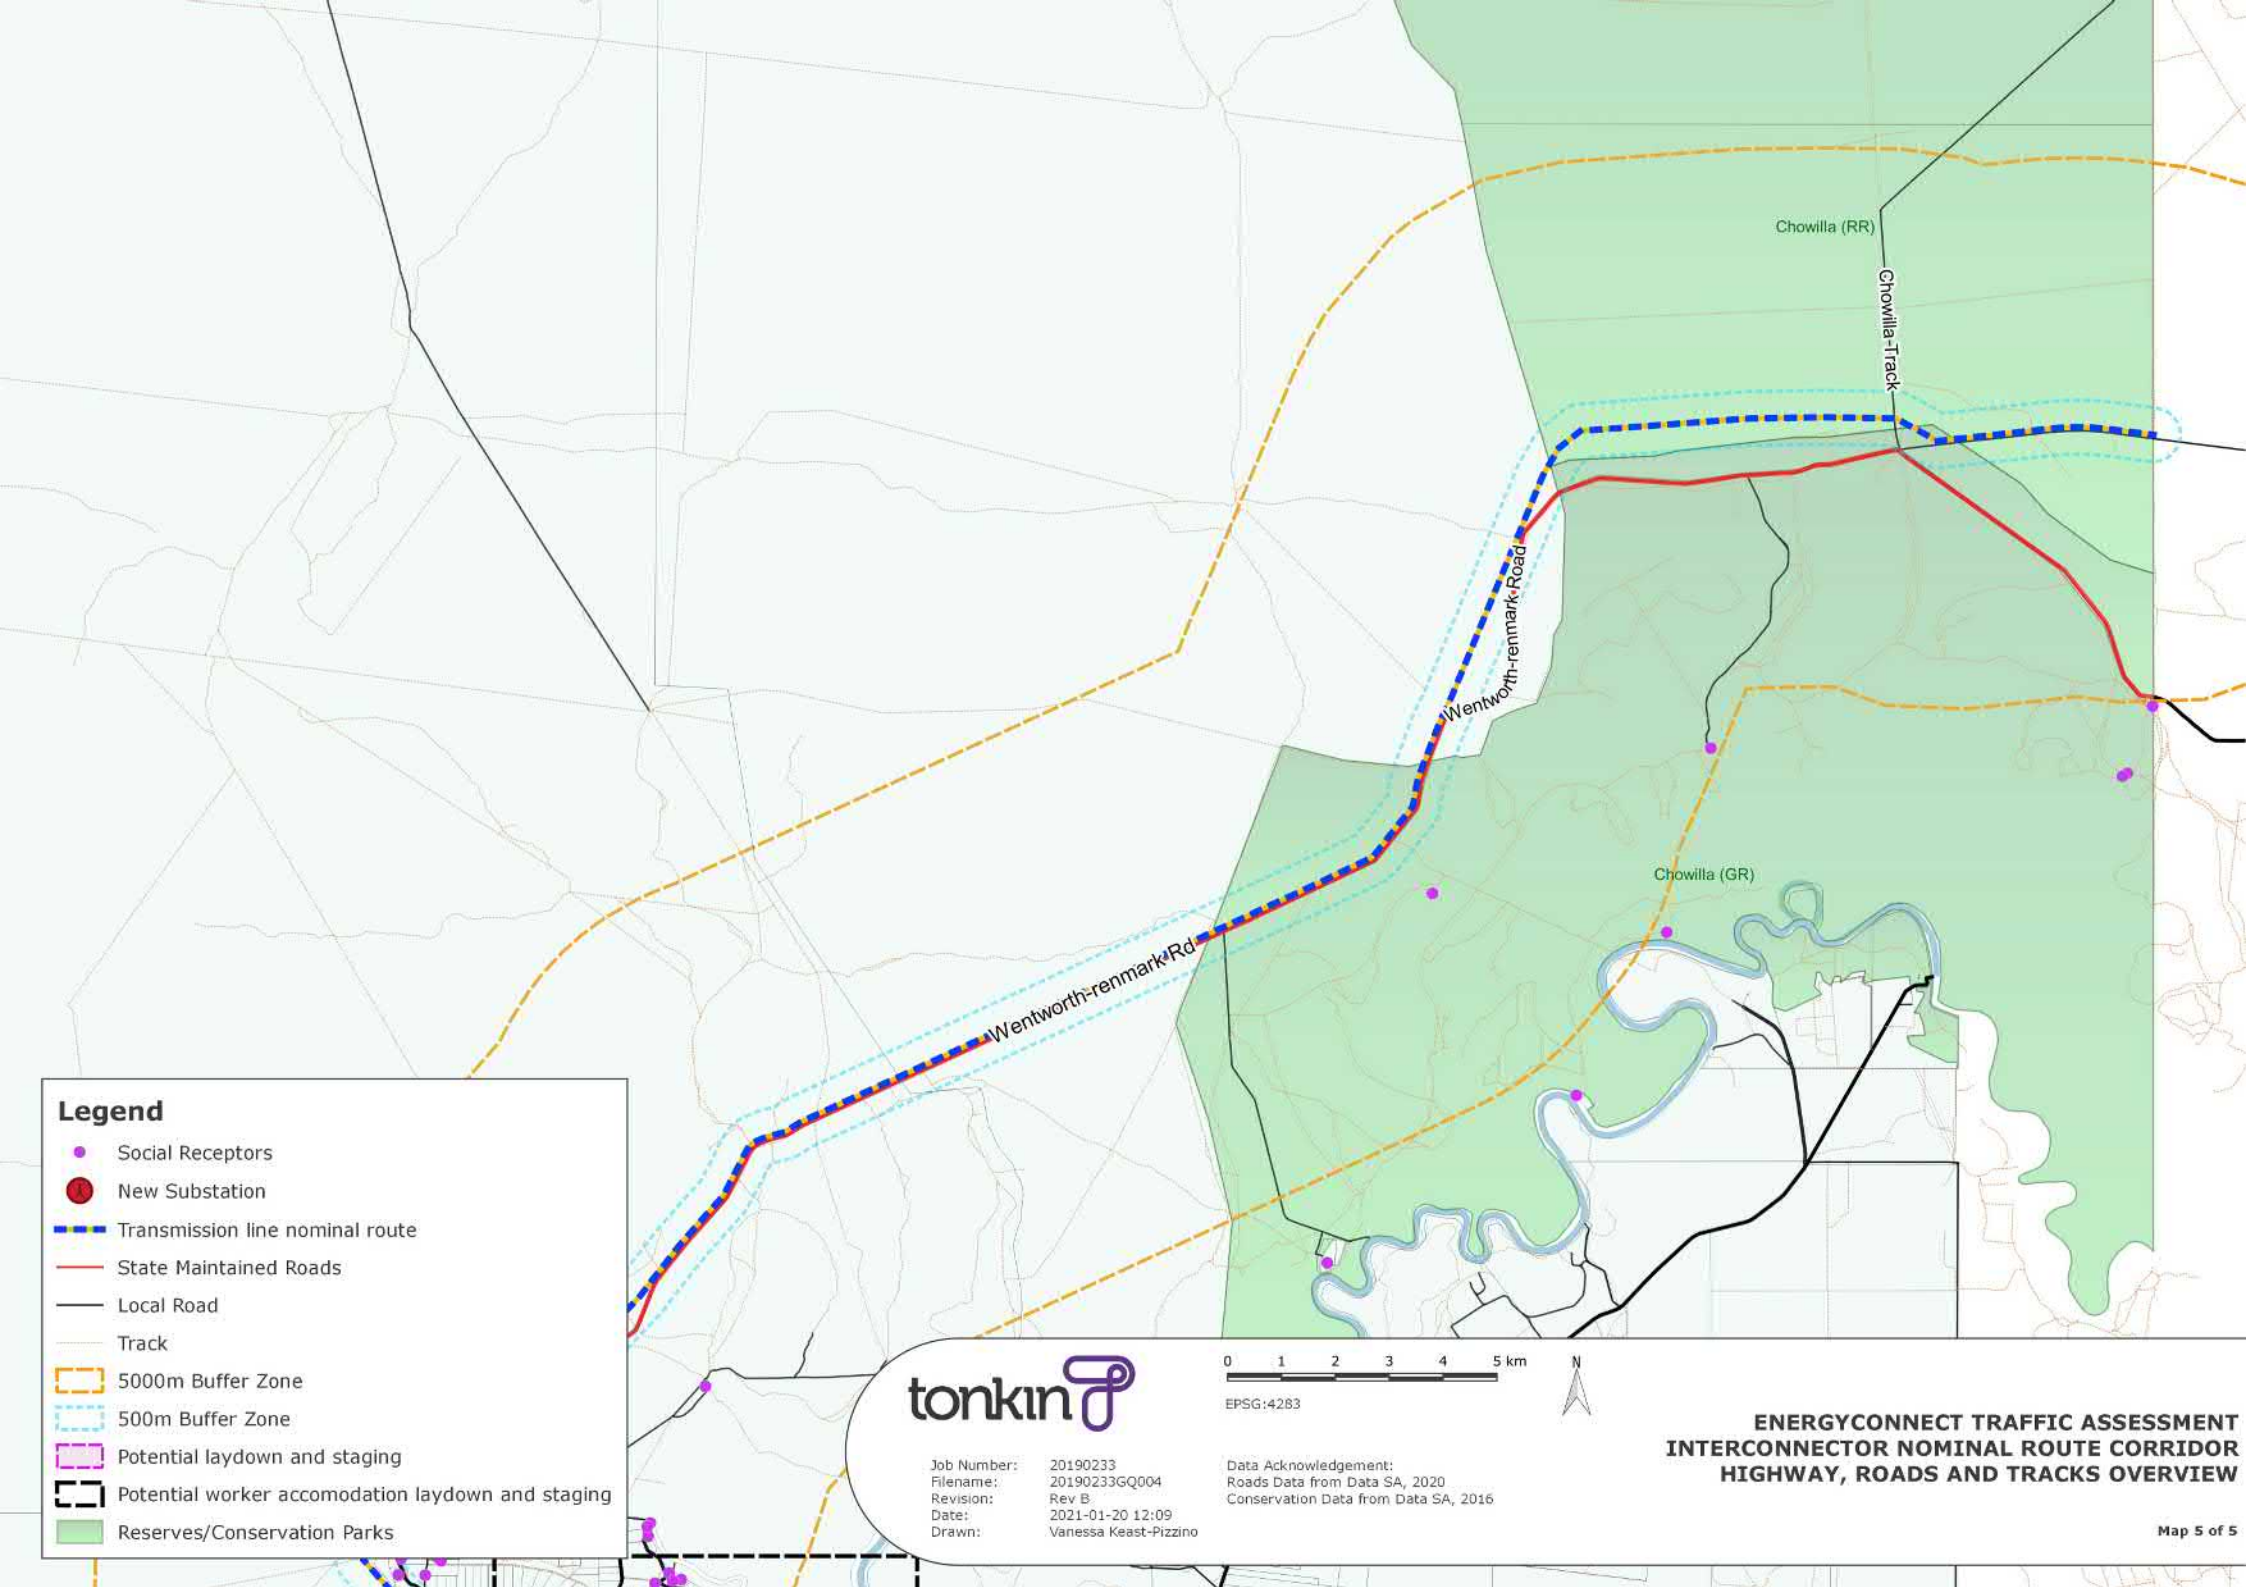 Chowilla (RR)
Chowilla-Track
Wentworth-renmark-Road
Chowilla (GR)
Wentworth-renmark-Rd
Legend
Social Receptors
New Substation
Transmission line nominal route
State Maintained Roads
Local Road
Track
5000m Buffer Zone
500m Buffer Zone
Potential laydown and staging
Potential worker accomodation laydown and staging
Reserves/Conservation Parks
tonkin
0 1 2 3 4 5 km
N
EPSG:4283
Job Number: 20190233
Filename: 20190233GQ004
Revision: Rev B
Date: 2021-01-20 12:09
Drawn: Vanessa Keast-Pizzino
Data Acknowledgement:
Roads Data from Data SA, 2020
Conservation Data from Data SA, 2016
ENERGYCONNECT TRAFFIC ASSESSMENT
INTERCONNECTOR NOMINAL ROUTE CORRIDOR
HIGHWAY, ROADS AND TRACKS OVERVIEW
Map 5 of 5